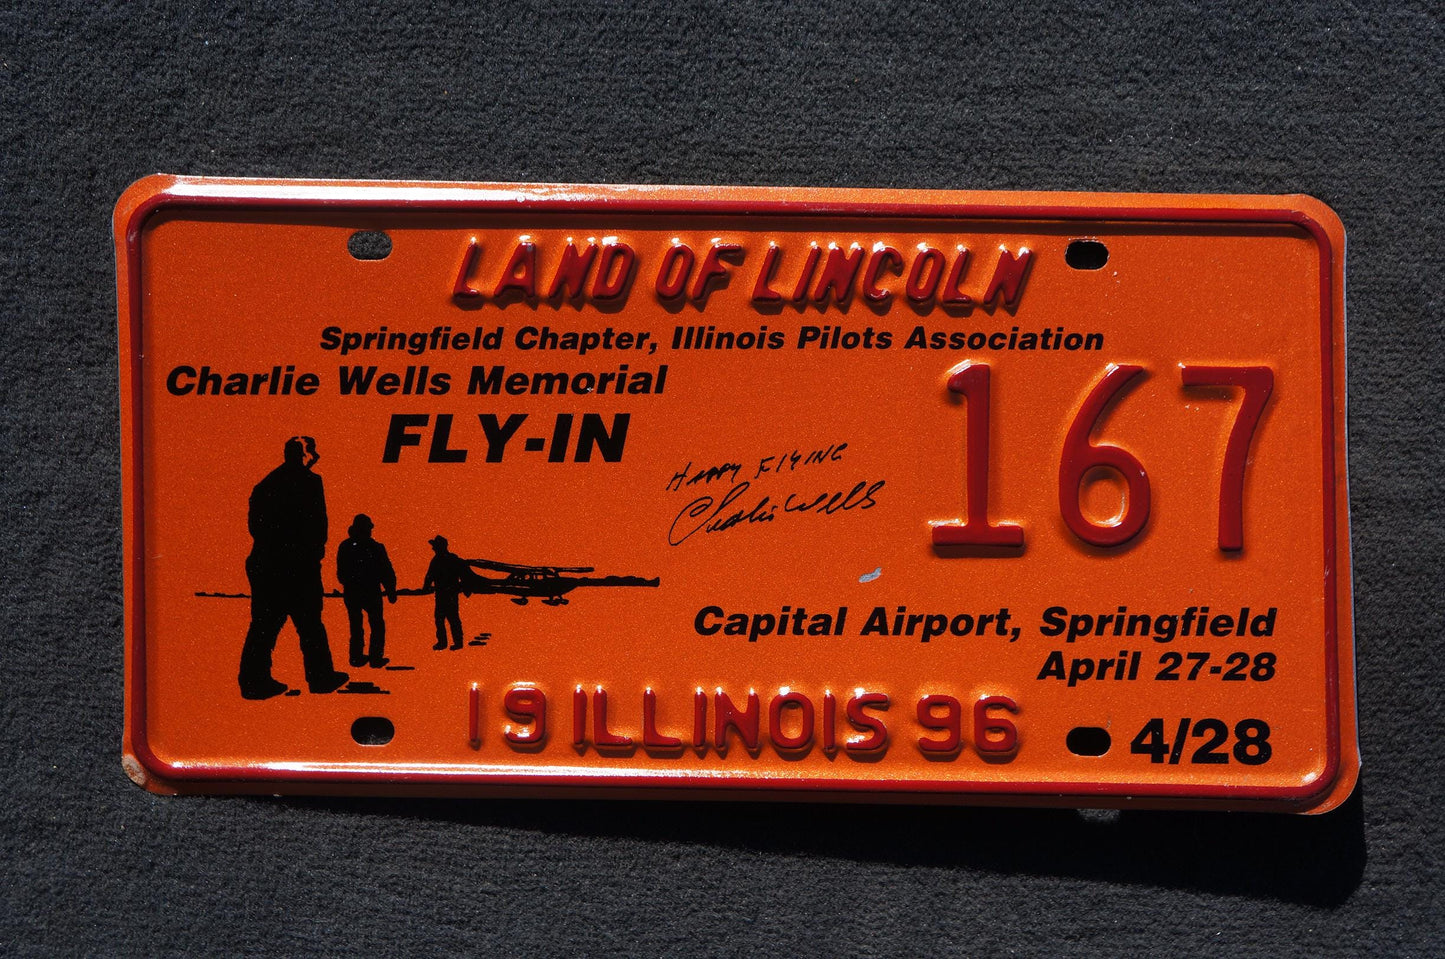 LAND OF LINCOLN
Springfield Chapter, Illinois Pilots Association
Charlie Wells Memorial
FLY-IN
167
HAPPY FLYING
Charlie Wells
Capital Airport, Springfield
April 27-28
19 ILLINOIS 96
4/28